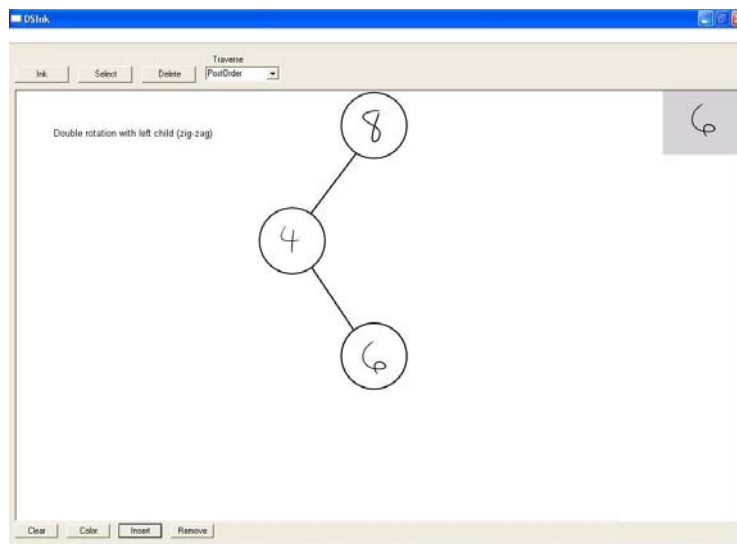 DSInk
Traverse
Ink Select Delete PostOrder
Double rotation with left child (zig-zag)
8
6
4
6
Clear Color Insert Remove